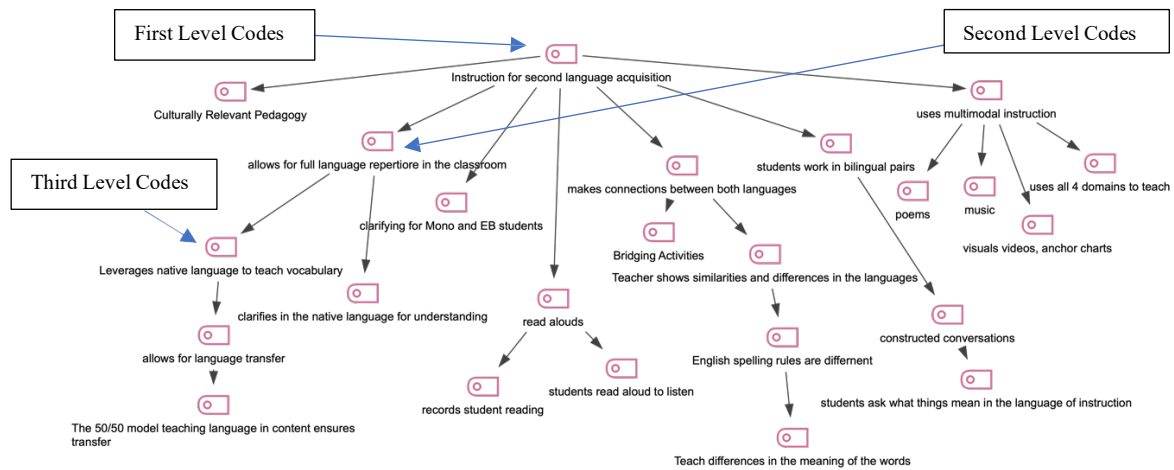 First Level Codes
Second Level Codes
Instruction for second language acquisition
Culturally Relevant Pedagogy
uses multimodal instruction
allows for full language repertiore in the classroom
students work in bilingual pairs
Third Level Codes
makes connections between both languages
uses all 4 domains to teach
poems
music
clarifying for Mono and EB students
visuals videos, anchor charts
Bridging Activities
Leverages native language to teach vocabulary
Teacher shows similarities and differences in the languages
clarifies in the native language for understanding
read alouds
constructed conversations
allows for language transfer
English spelling rules are differnent
students read aloud to listen
records student reading
students ask what things mean in the language of instruction
The 50/50 model teaching language in content ensures
transfer
Teach differences in the meaning of the words